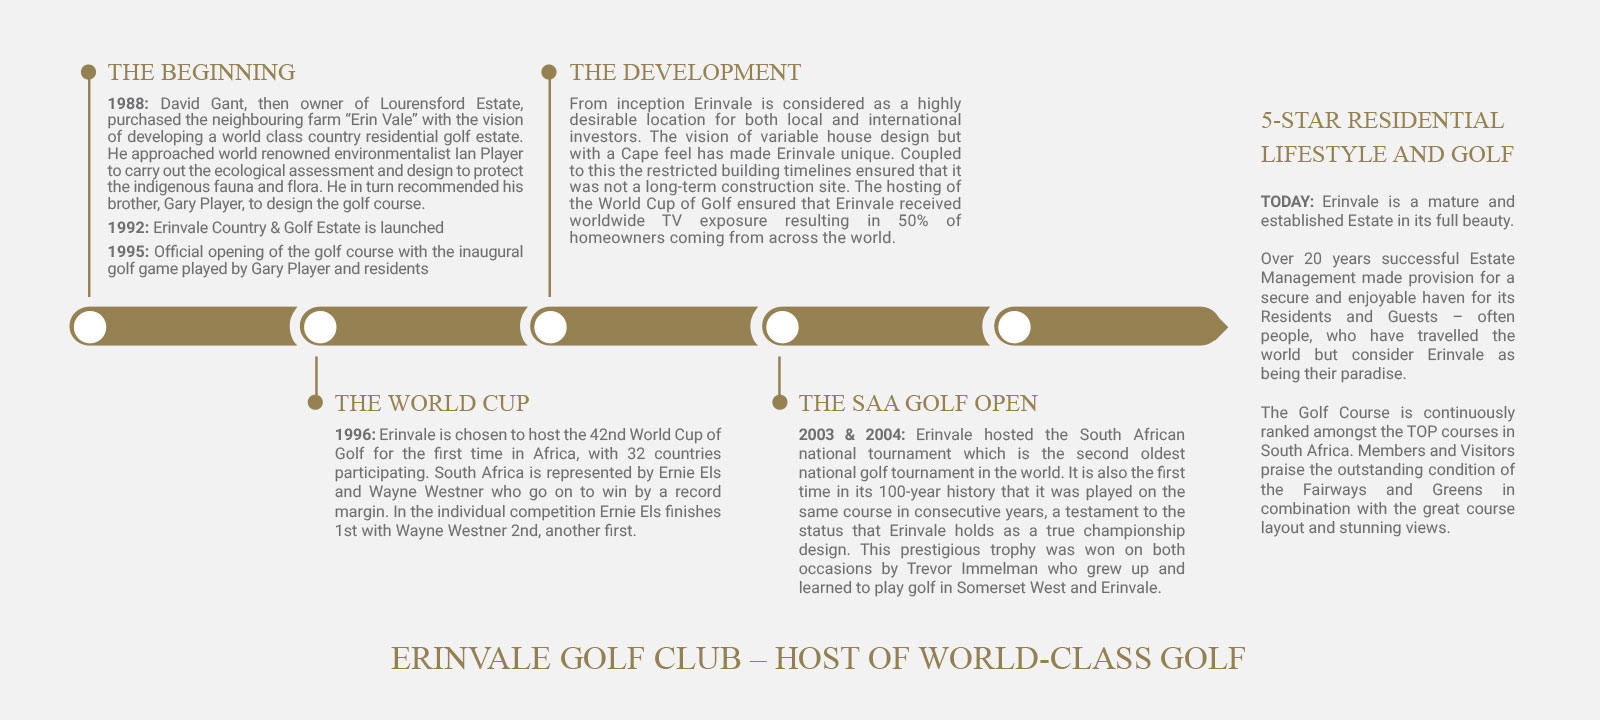 THE BEGINNING
1988: David Gant, then owner of Lourensford Estate,
purchased the neighbouring farm “Erin Vale” with the vision
of developing a world class country residential golf estate.
He approached world renowned environmentalist Ian Player
to carry out the ecological assessment and design to protect
the indigenous fauna and flora. He in turn recommended his
brother, Gary Player, to design the golf course.
1992: Erinvale Country & Golf Estate is launched
1995: Official opening of the golf course with the inaugural
golf game played by Gary Player and residents
THE WORLD CUP
1996: Erinvale is chosen to host the 42nd World Cup of
Golf for the first time in Africa, with 32 countries
participating. South Africa is represented by Ernie Els
and Wayne Westner who go on to win by a record
margin. In the individual competition Ernie Els finishes
1st with Wayne Westner 2nd, another first.
THE DEVELOPMENT
From inception Erinvale is considered as a highly
desirable location for both local and international
investors. The vision of variable house design but
with a Cape feel has made Erinvale unique. Coupled
to this the restricted building timelines ensured that it
was not a long-term construction site. The hosting of
the World Cup of Golf ensured that Erinvale received
worldwide TV exposure resulting in 50% of
homeowners coming from across the world.
THE SAA GOLF OPEN
2003 & 2004: Erinvale hosted the South African
national tournament which is the second oldest
national golf tournament in the world. It is also the first
time in its 100-year history that it was played on the
same course in consecutive years, a testament to the
status that Erinvale holds as a true championship
design. This prestigious trophy was won on both
occasions by Trevor Immelman who grew up and
learned to play golf in Somerset West and Erinvale.
5-STAR RESIDENTIAL
LIFESTYLE AND GOLF
TODAY: Erinvale is a mature and
established Estate in its full beauty.
Over 20 years successful Estate
Management made provision for a
secure and enjoyable haven for its
Residents and Guests – often
people, who have travelled the
world but consider Erinvale as
being their paradise.
The Golf Course is continuously
ranked amongst the TOP courses in
South Africa. Members and Visitors
praise the outstanding condition of
the Fairways and Greens in
combination with the great course
layout and stunning views.
ERINVALE GOLF CLUB – HOST OF WORLD-CLASS GOLF